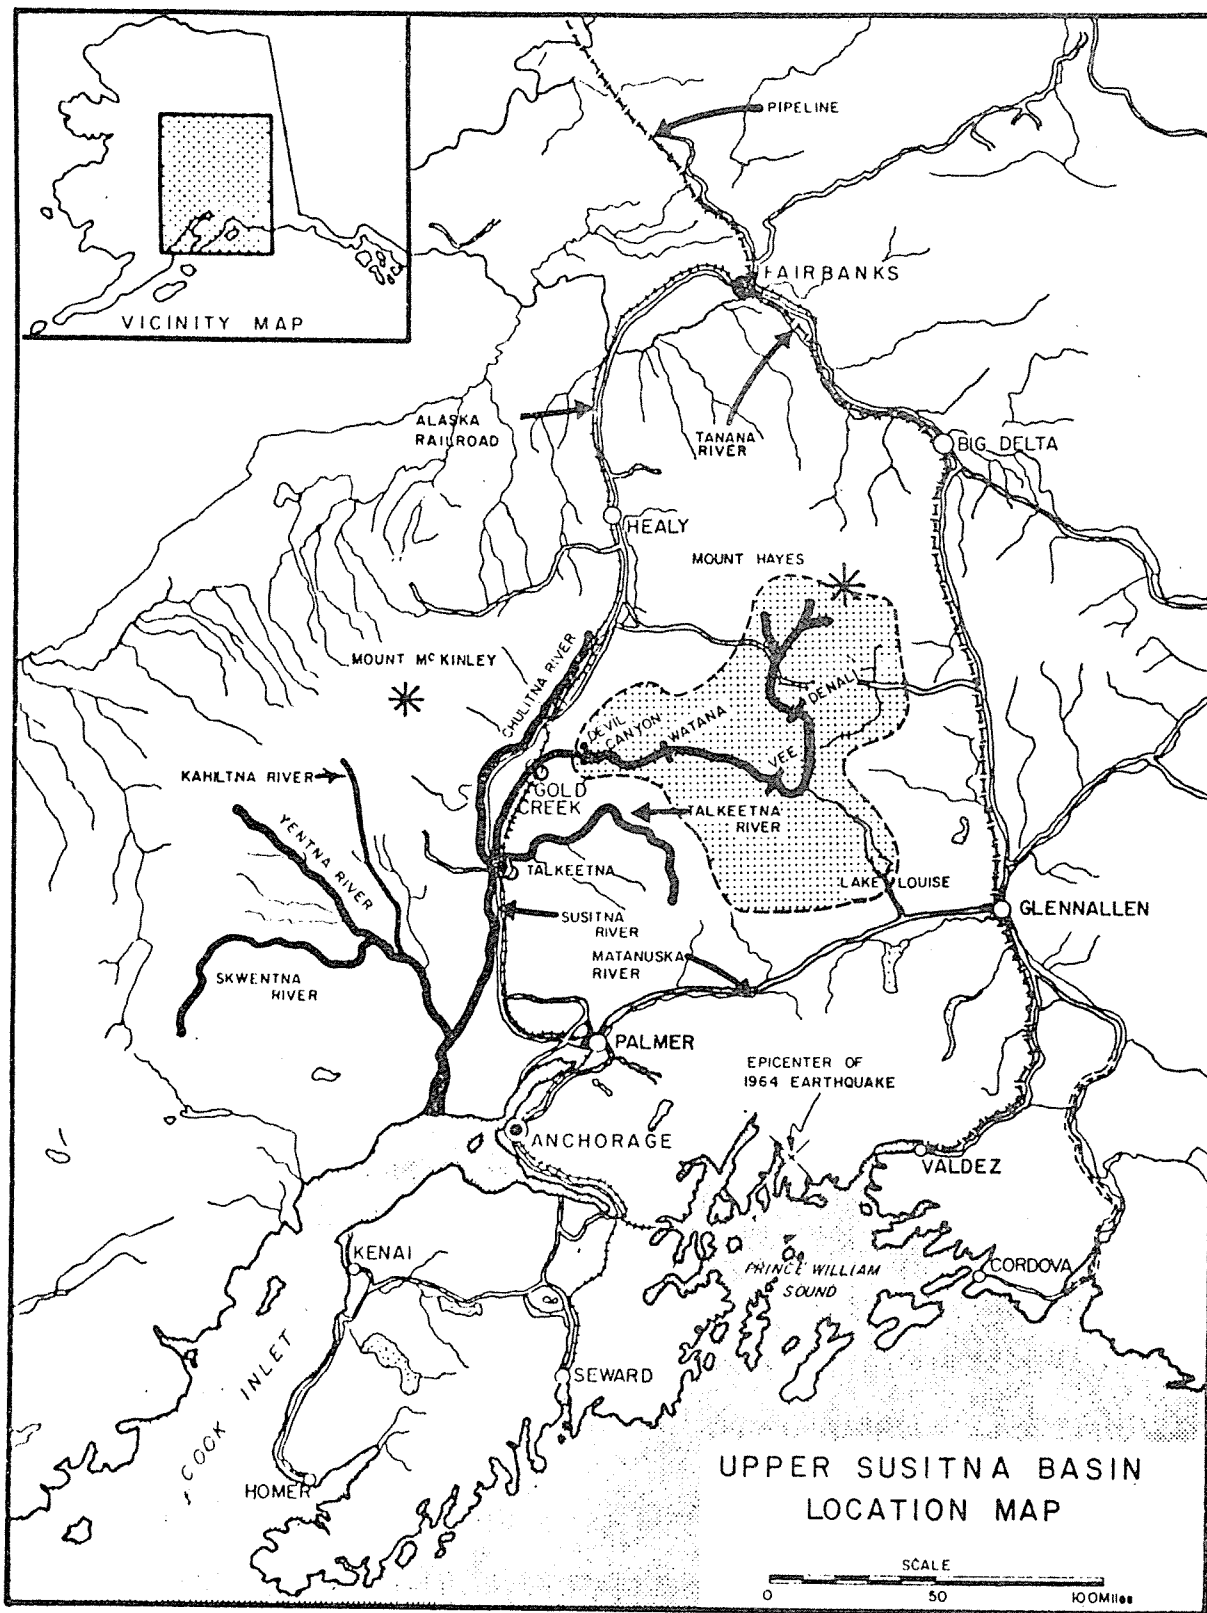 VICINITY MAP
PIPELINE
FAIRBANKS
ALASKA
RAILROAD
TANANA
RIVER
BIG DELTA
HEALY
MOUNT HAYES
CHULITNA RIVER
MOUNT McKINLEY
DENALI
DEVIL
CANYON
WATANA
VEE
KAHILTNA RIVER
GOLD
CREEK
YENTNA RIVER
TALKEETNA
RIVER
TALKEETNA
LAKE LOUISE
GLENNALLEN
SUSITNA
RIVER
MATANUSKA
RIVER
SKWENTNA
RIVER
PALMER
EPICENTER OF
1964 EARTHQUAKE
ANCHORAGE
VALDEZ
KENAI
PRINCE WILLIAM
SOUND
CORDOVA
COOK INLET
SEWARD
HOMER
UPPER SUSITNA BASIN
LOCATION MAP
SCALE
0 50 100 Miles